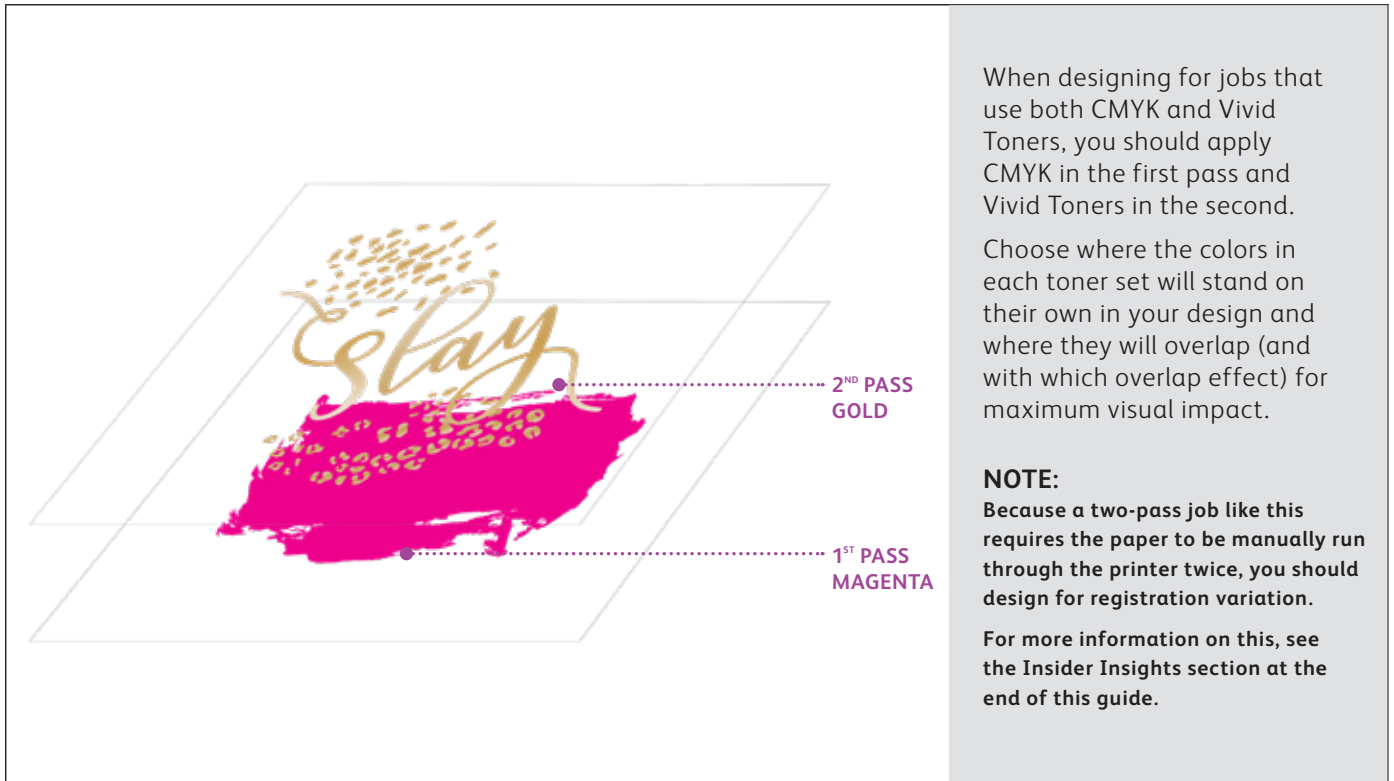 slay
2ND PASS
GOLD
1ST PASS
MAGENTA
When designing for jobs that
use both CMYK and Vivid
Toners, you should apply
CMYK in the first pass and
Vivid Toners in the second.
Choose where the colors in
each toner set will stand on
their own in your design and
where they will overlap (and
with which overlap effect) for
maximum visual impact.
NOTE:
Because a two-pass job like this
requires the paper to be manually run
through the printer twice, you should
design for registration variation.
For more information on this, see
the Insider Insights section at the
end of this guide.